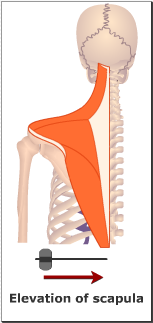 Elevation of scapula